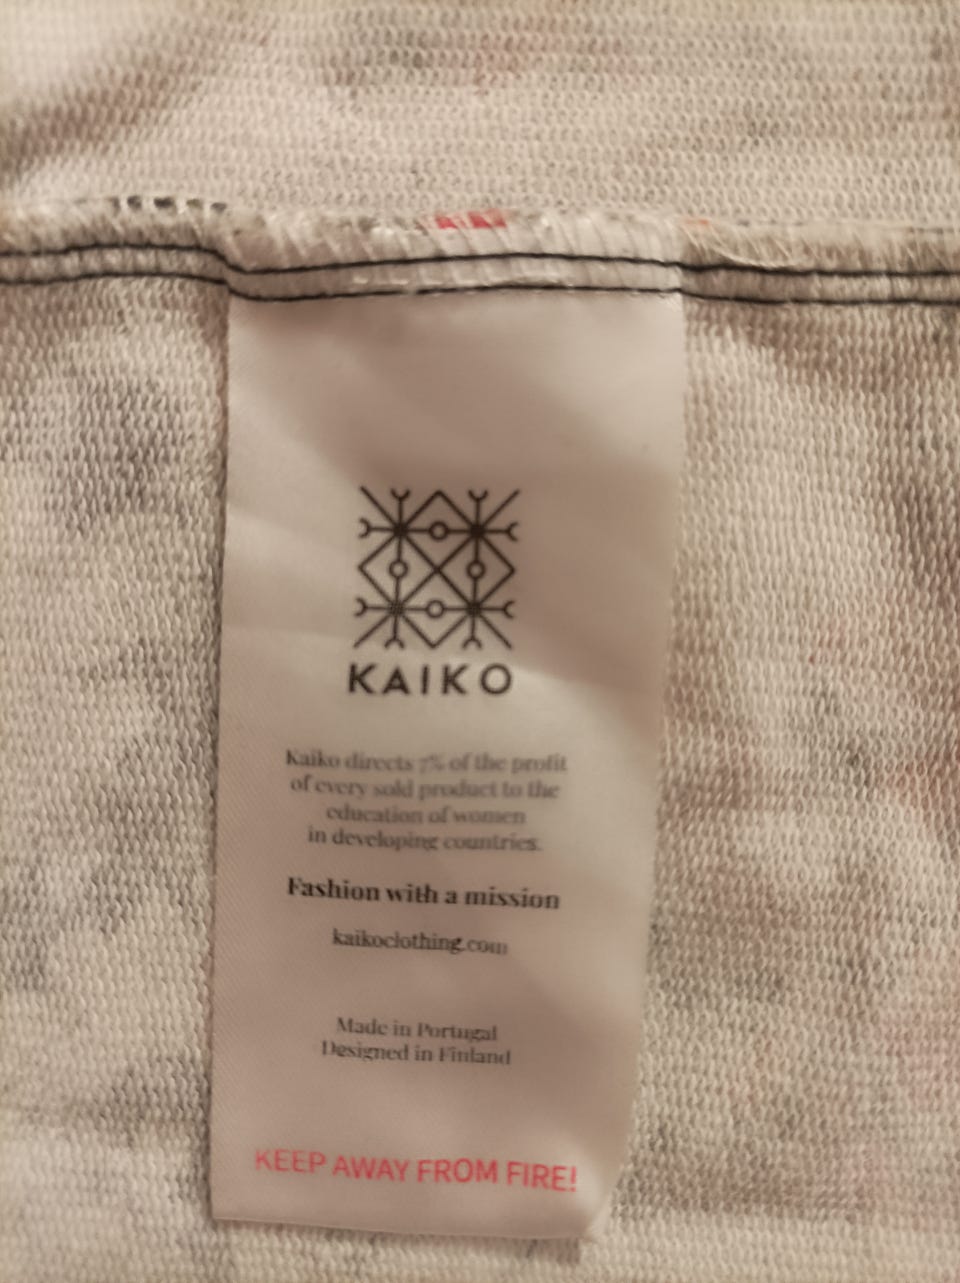 KAIKO
Kaiko directs 7% of the profit
of every sold product to the
education of women
in developing countries.
Fashion with a mission
kaikoclothing.com
Made in Portugal
Designed in Finland
KEEP AWAY FROM FIRE!